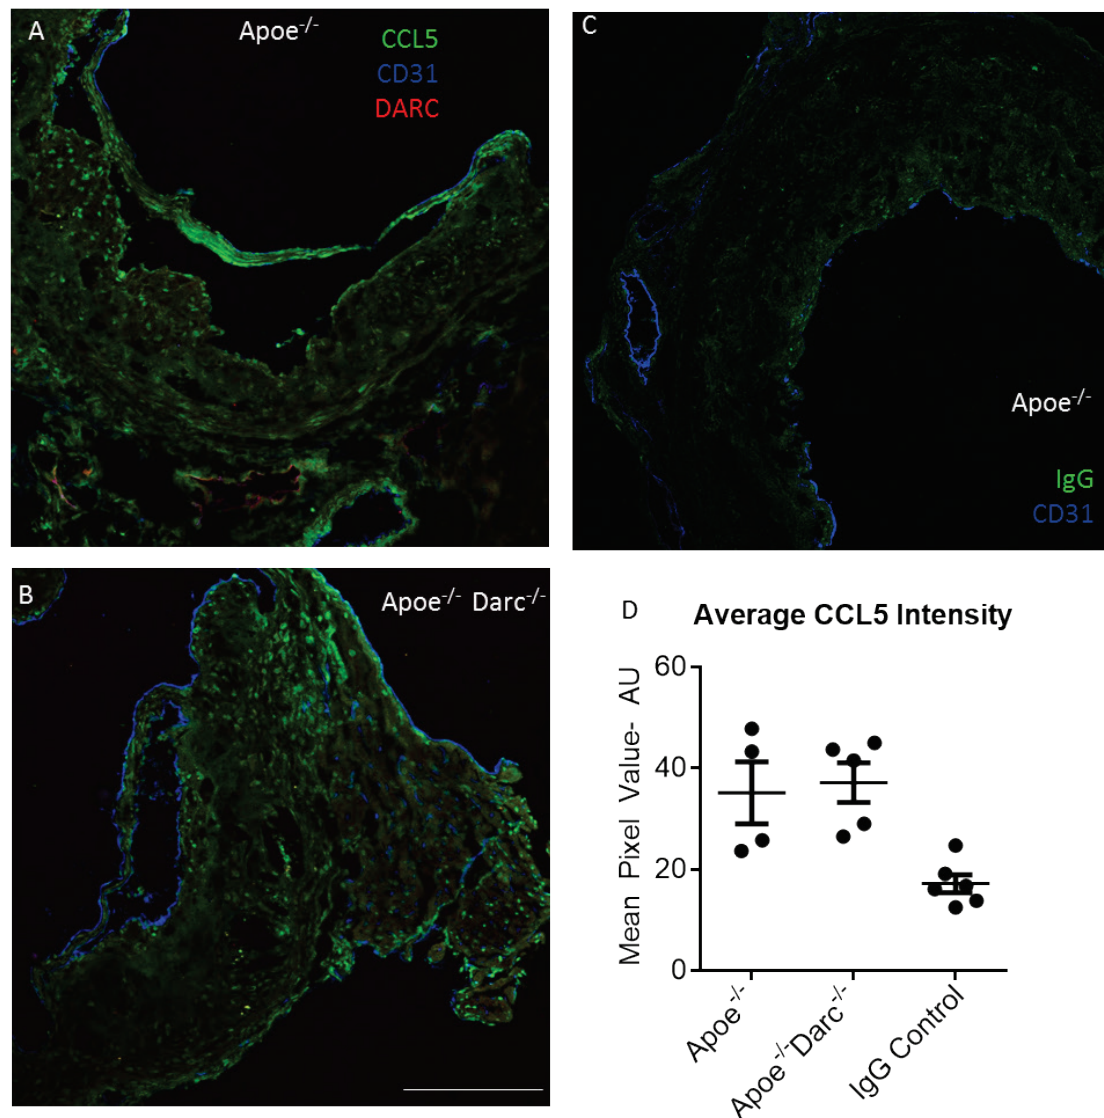 A
Apoe-/-
CCL5
CD31
DARC
C
Apoe-/-
IgG
CD31
B
Apoe-/- Darc-/-
D
Average CCL5 Intensity
Mean Pixel Value- AU
60
40
20
0
Apoe-/-
Apoe-/-Darc-/-
IgG Control